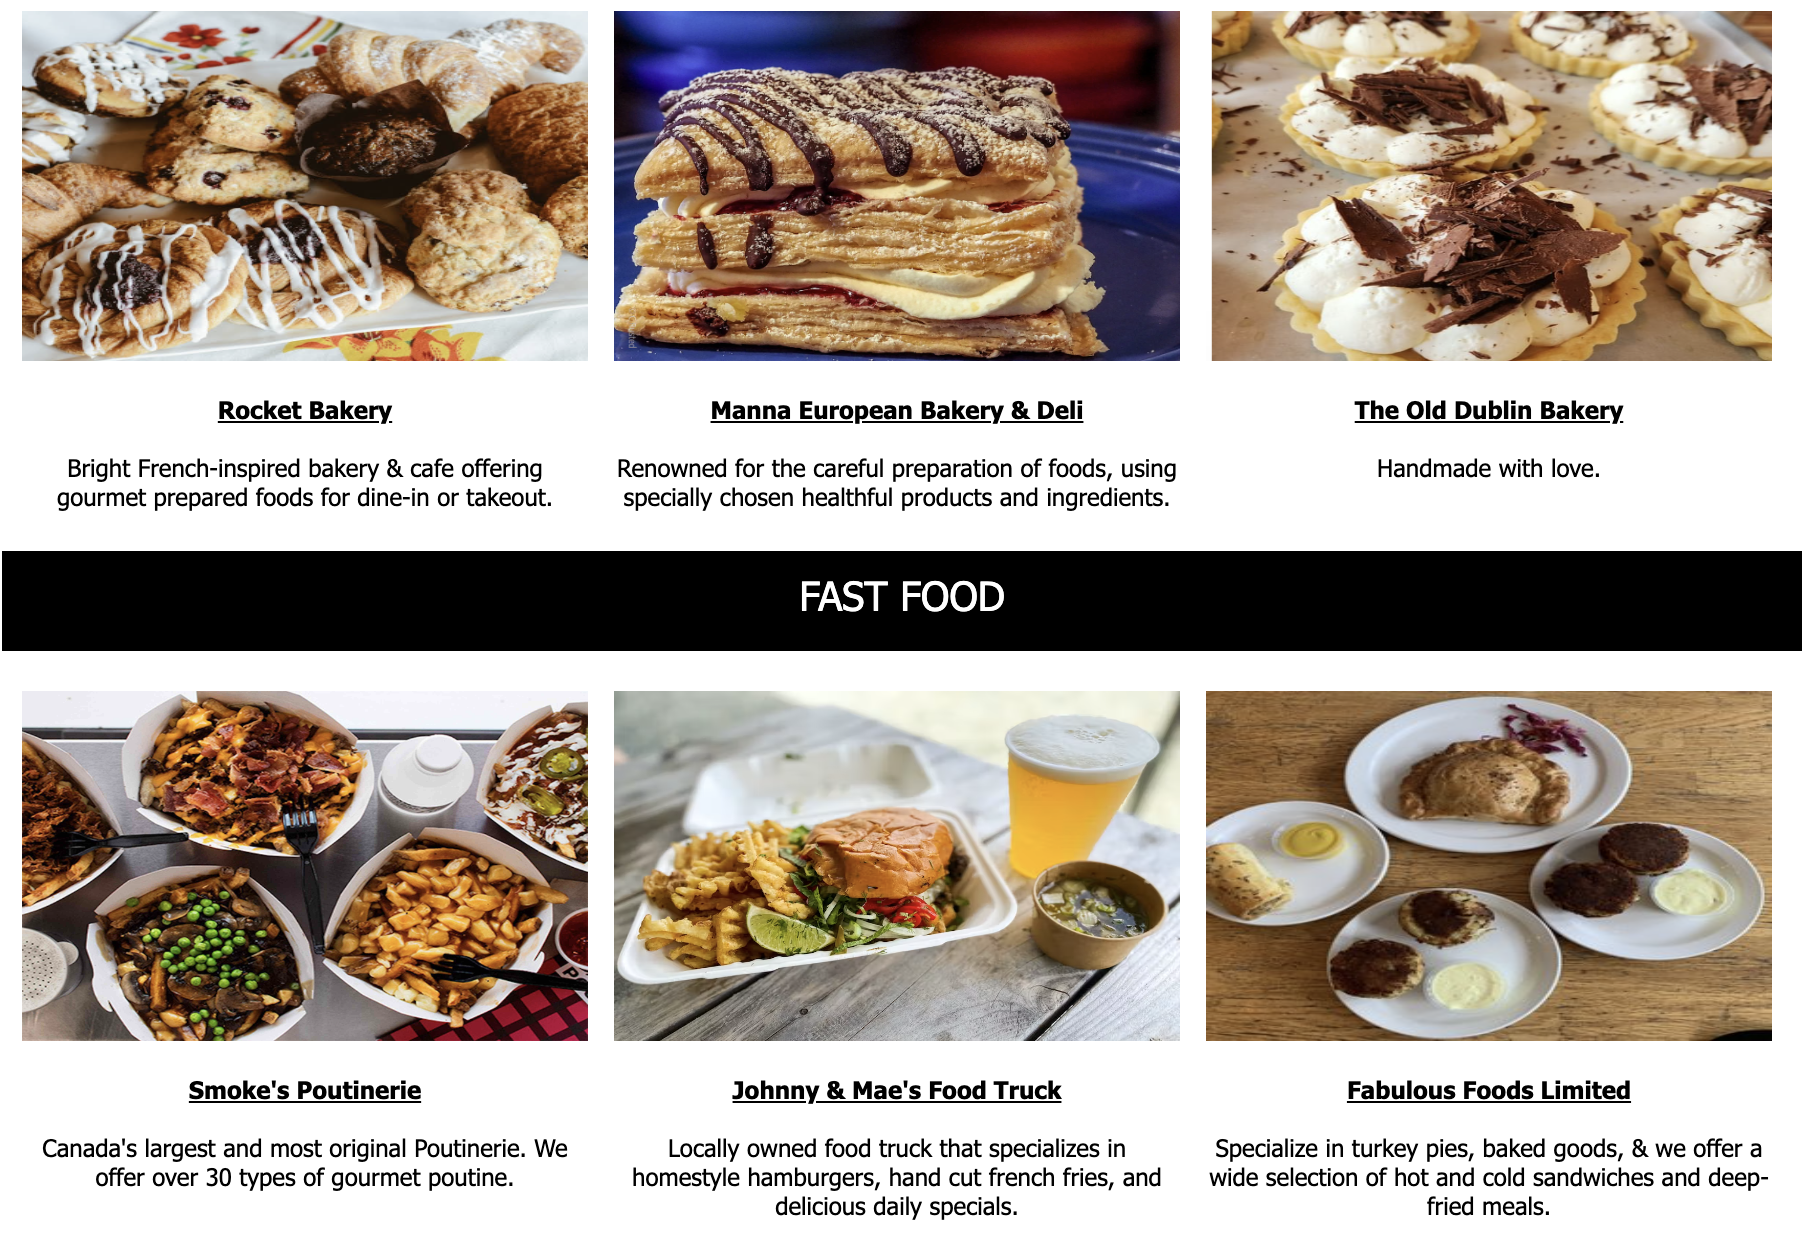 Rocket Bakery
Bright French-inspired bakery & cafe offering
gourmet prepared foods for dine-in or takeout.
Manna European Bakery & Deli
Renowned for the careful preparation of foods, using
specially chosen healthful products and ingredients.
The Old Dublin Bakery
Handmade with love.
FAST FOOD
Smoke's Poutinerie
Canada's largest and most original Poutinerie. We
offer over 30 types of gourmet poutine.
Johnny & Mae's Food Truck
Locally owned food truck that specializes in
homestyle hamburgers, hand cut french fries, and
delicious daily specials.
Fabulous Foods Limited
Specialize in turkey pies, baked goods, & we offer a
wide selection of hot and cold sandwiches and deep-
fried meals.